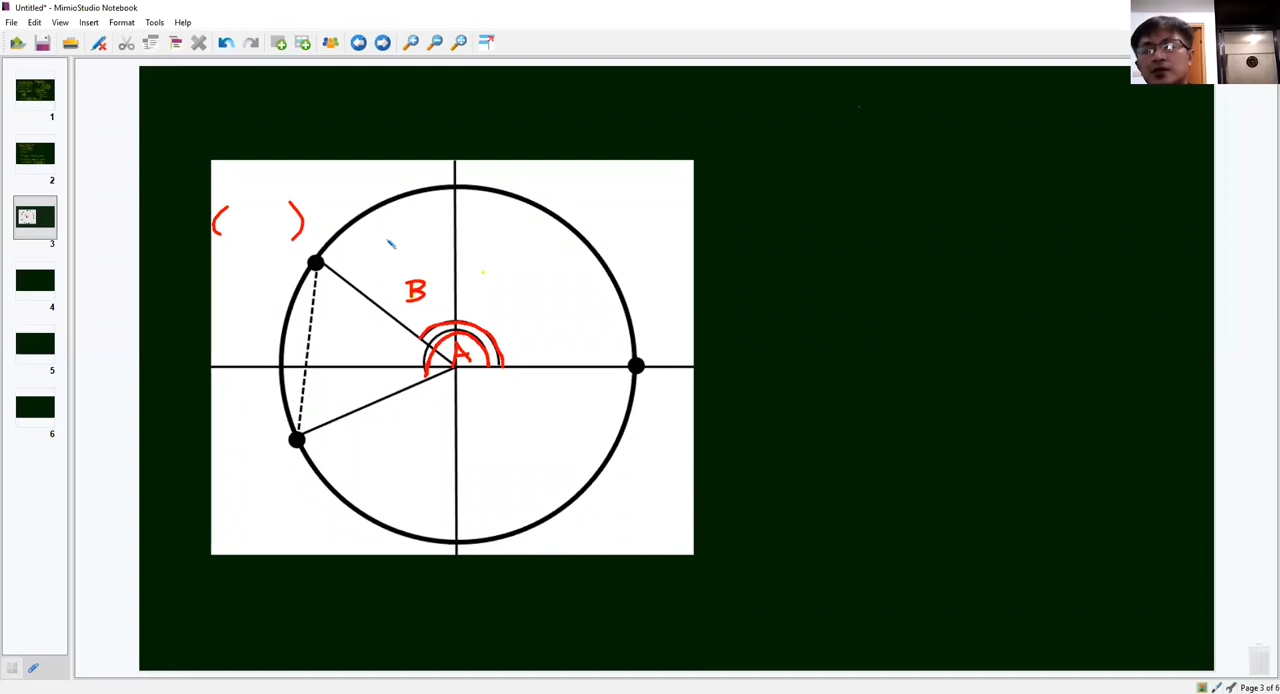 Untitled* - MimioStudio Notebook
File Edit View Insert Format Tools Help
1
2
3
4
5
6
( )
B
A
Page 3 of 6